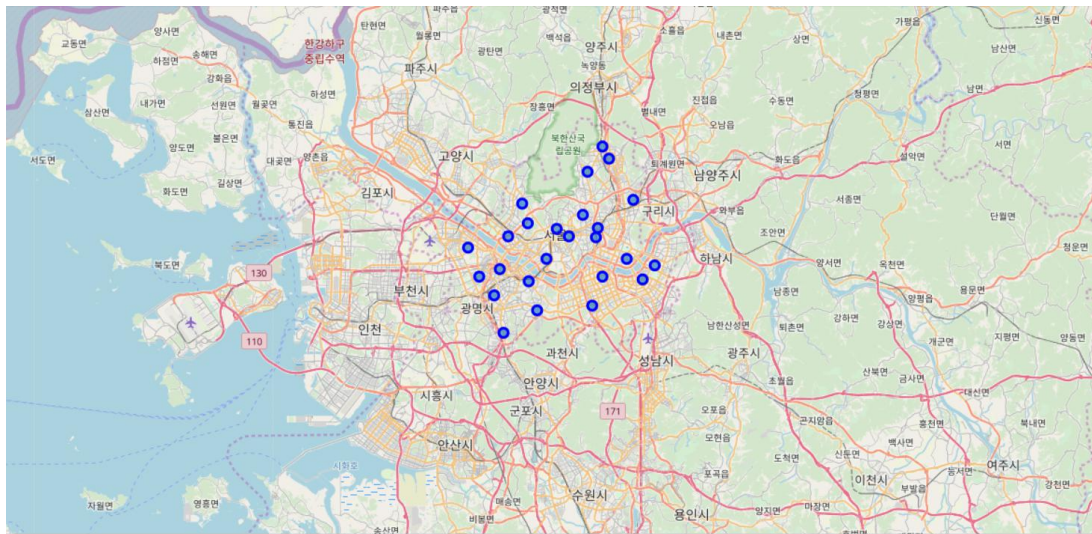 파주읍
광적면
탄현면
월롱면
백석읍
양주시
소흘읍
내촌면
상면
가평읍
신동면
양사면
교동면
송해면
하점면
강화읍
한강하구
중립수역
파주시
광탄면
녹양동
의정부시
남산면
내가면
선원면
월곶면
하성면
장흥면
별내면
진접읍
수동면
청평면
남면
삼산면
불은면
통진읍
북한산국
립공원
오남읍
서면
서도면
양도면
대곶면
양촌읍
고양시
퇴계원면
화도읍
설악면
화도면
길상면
김포시
남양주시
구리시
와부읍
서종면
단월면
조안면
청운면
북도면
130
부천시
하남시
양서면
옥천면
남종면
용문면
양평읍
광명시
인천
110
남한산성면
퇴촌면
강하면
강상면
개군면
지평면
양동면
과천시
성남시
광주시
안양시
초월읍
산북면
금사면
대신면
시흥시
군포시
171
오포읍
곤지암읍
흥천면
북내면
안산시
모현읍
신둔면
백사면
시화호
도척면
능서면
여주시
포곡읍
이천시
강천면
자월면
영흥면
매송면
수원시
부발읍
송산면
비봉면
용인시
양지면
마장면